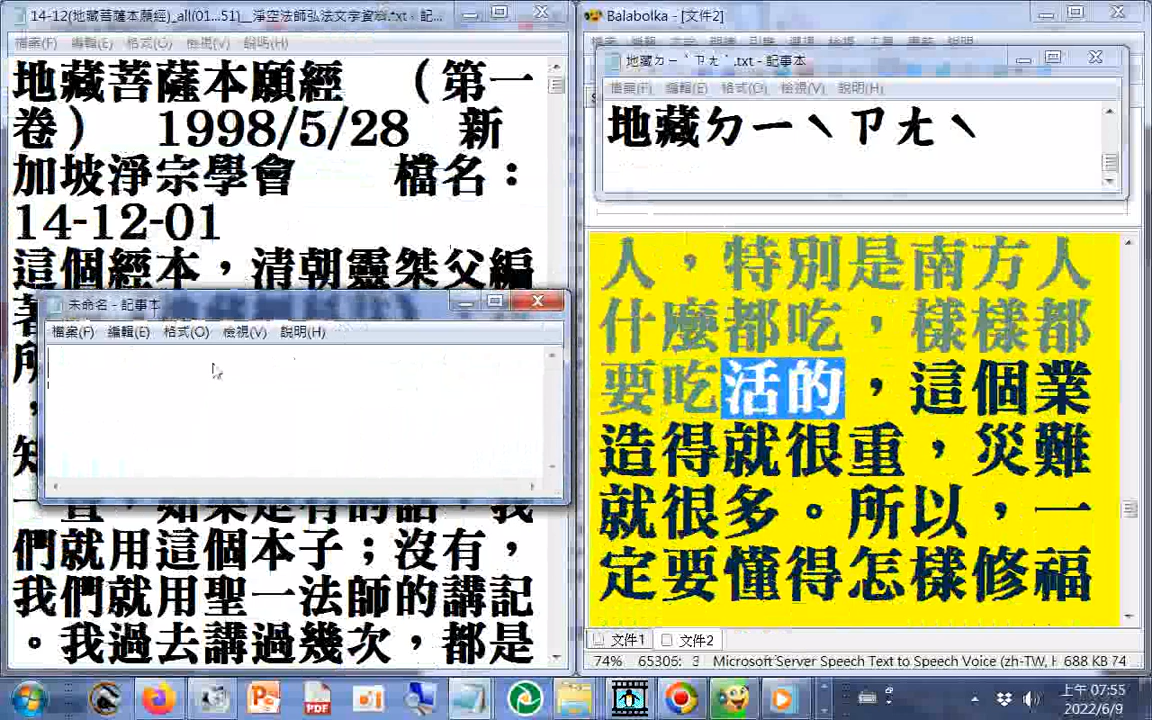 14-12(地藏菩薩本願經)_all(01...51)__淨空法師弘法文字資料.txt - 記...
檔案(F) 編輯(E) 格式(O) 檢視(V) 說明(H)
地藏菩薩本願經 （第一
卷） 1998/5/28 新
加坡淨宗學會 檔名：
14-12-01
這個經本，清朝靈桀父編
未命名 - 記事本
檔案(F) 編輯(E) 格式(O) 檢視(V) 說明(H)
們就用這個本子；沒有，
我們就用聖一法師的講記
。我過去講過幾次，都是
Balabolka - [文件2]
地藏ㄉㄧˋㄗㄤˋ.txt - 記事本
檔案(F) 編輯(E) 格式(O) 檢視(V) 說明(H)
地藏ㄉㄧˋㄗㄤˋ
人，特別是南方人
什麼都吃，樣樣都
要吃活的，這個業
造得就很重，災難
就很多。所以，一
定要懂得怎樣修福
文件1 文件2
74% 65305: 3 Microsoft Server Speech Text to Speech Voice (zh-TW, H 688 KB 74
上午 07:55
2022/6/9